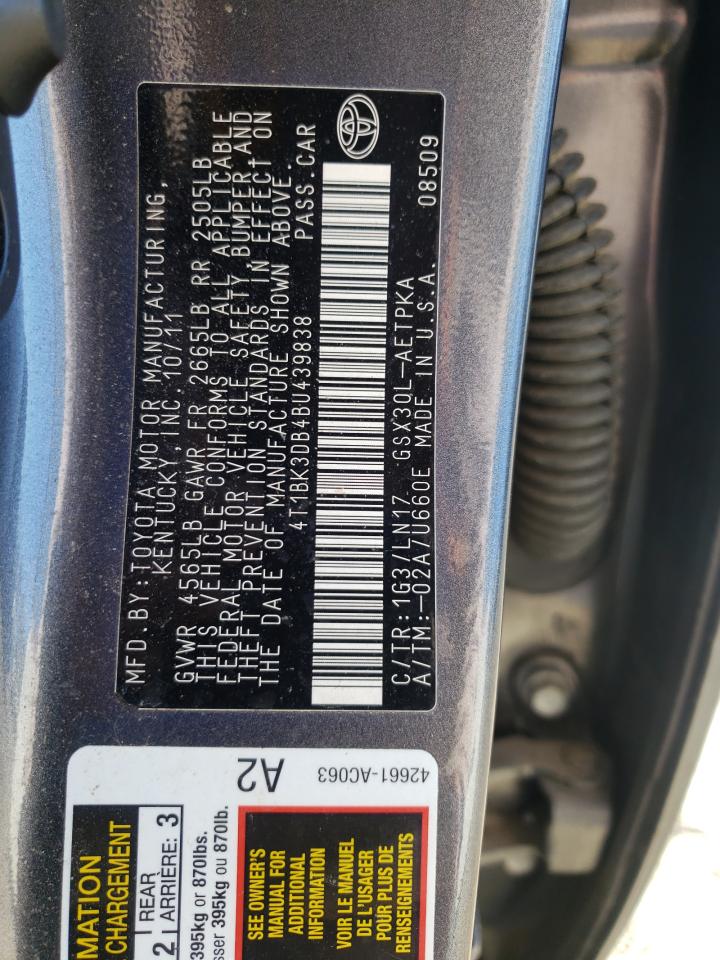 MFD.BY:TOYOTA MOTOR MANUFACTURING,
KENTUCKY, INC. 10/11
GVWR 4565LB GAWR FR 2665LB RR 2505LB
THIS VEHICLE CONFORMS TO ALL APPLICABLE
FEDERAL MOTOR VEHICLE SAFETY, BUMPER, AND
THEFT PREVENTION STANDARDS IN EFFECT ON
THE DATE OF MANUFACTURE SHOWN ABOVE.
4T1BK3DB4BU439838 PASS.CAR
C/TR:1G3/LN17 GSX30L-AETPKA 08509
A/TM:-02A/U660E MADE IN U.S.A.
A2
42661-AC063
MATION
CHARGEMENT
2 REAR
ARRIÈRE: 3
395kg or 870lbs.
sser 395kg ou 870lb.
SEE OWNER'S
MANUAL FOR
ADDITIONAL
INFORMATION
VOIR LE MANUEL
DE L'USAGER
POUR PLUS DE
RENSEIGNEMENTS